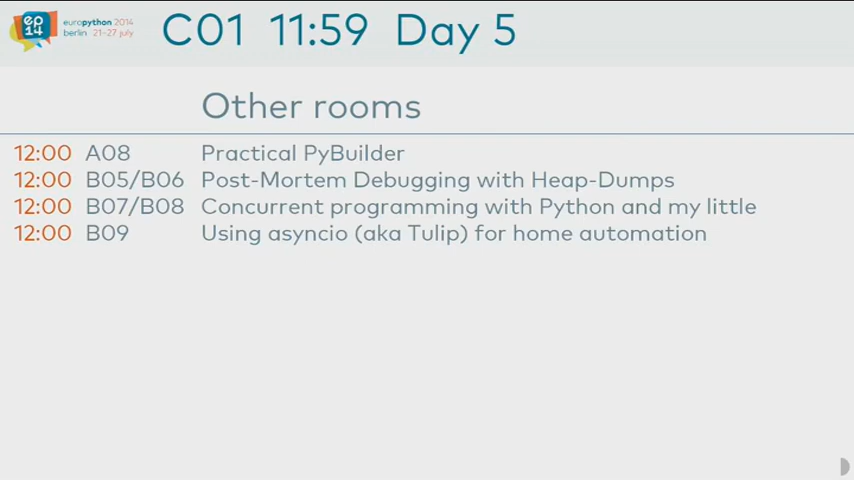 ep
14
europython 2014
berlin 21-27 july
C01 11:59 Day 5
Other rooms
12:00 A08 Practical PyBuilder
12:00 B05/B06 Post-Mortem Debugging with Heap-Dumps
12:00 B07/B08 Concurrent programming with Python and my little
12:00 B09 Using asyncio (aka Tulip) for home automation